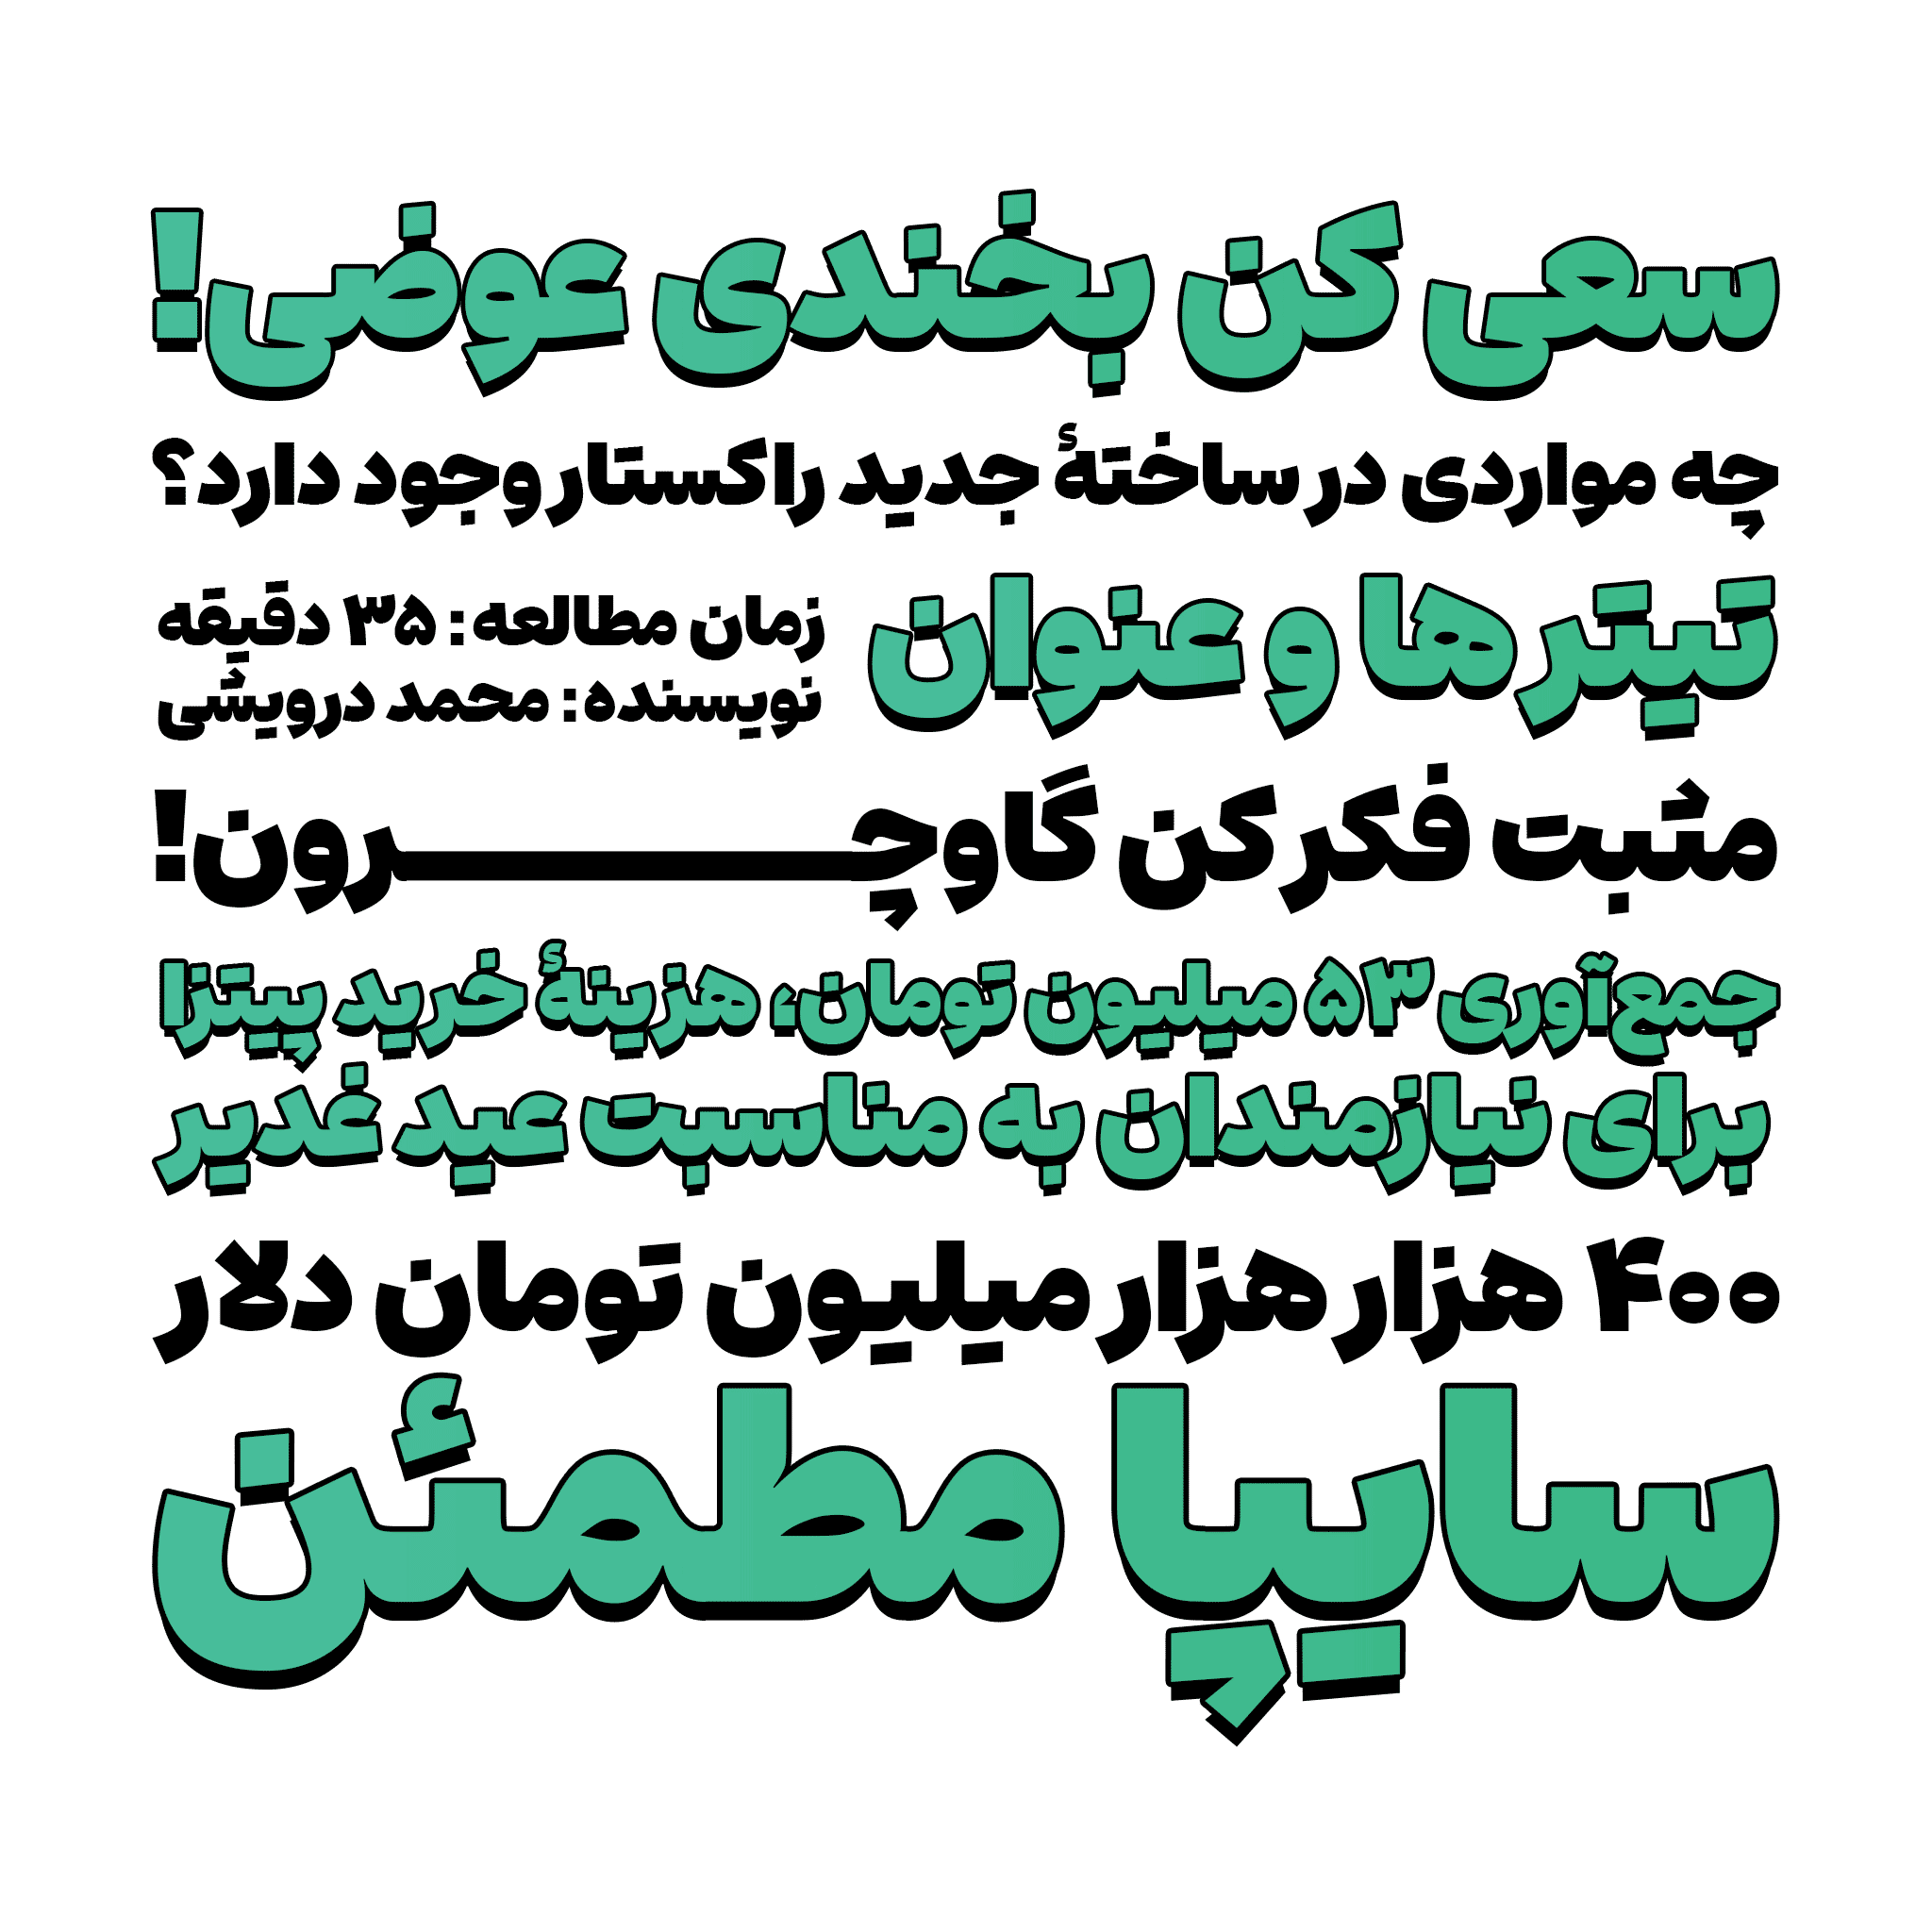 سعی کن بخندی عوضی!
چه مواردی در ساختهٔ جدید راکستار وجود دارد؟
تیترها و عنوان
زمان مطالعه: ۳۵ دقیقه
نویسنده: محمد درویشی
مثبت فکر کن گاوچـــــــرون!
جمع‌آوری ۵۳ میلیون تومان، هزینهٔ خرید پیتزا
برای نیازمندان به مناسبت عید غدیر
۴۰۰ هزار هزار میلیون تومان دلار
سایپا مطمئن